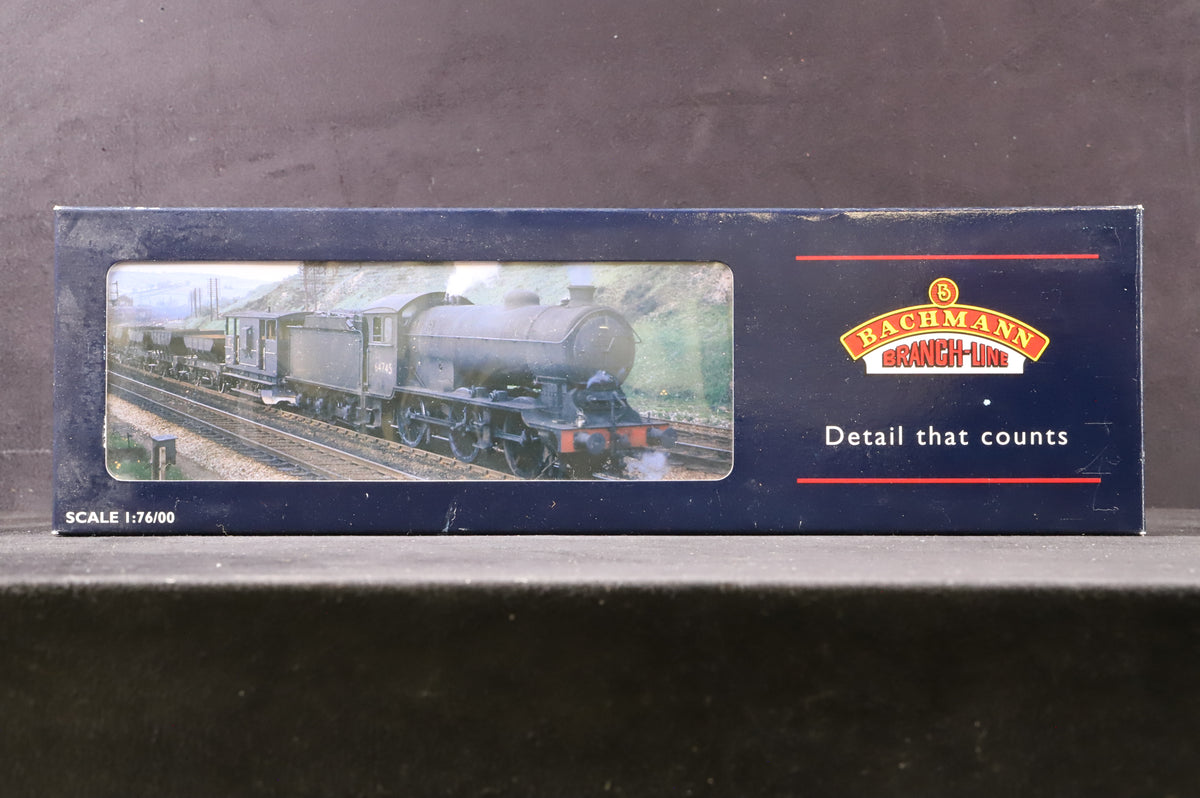 B
BACHMANN
BRANCH-LINE
Detail that counts
64745
SCALE 1:76/00